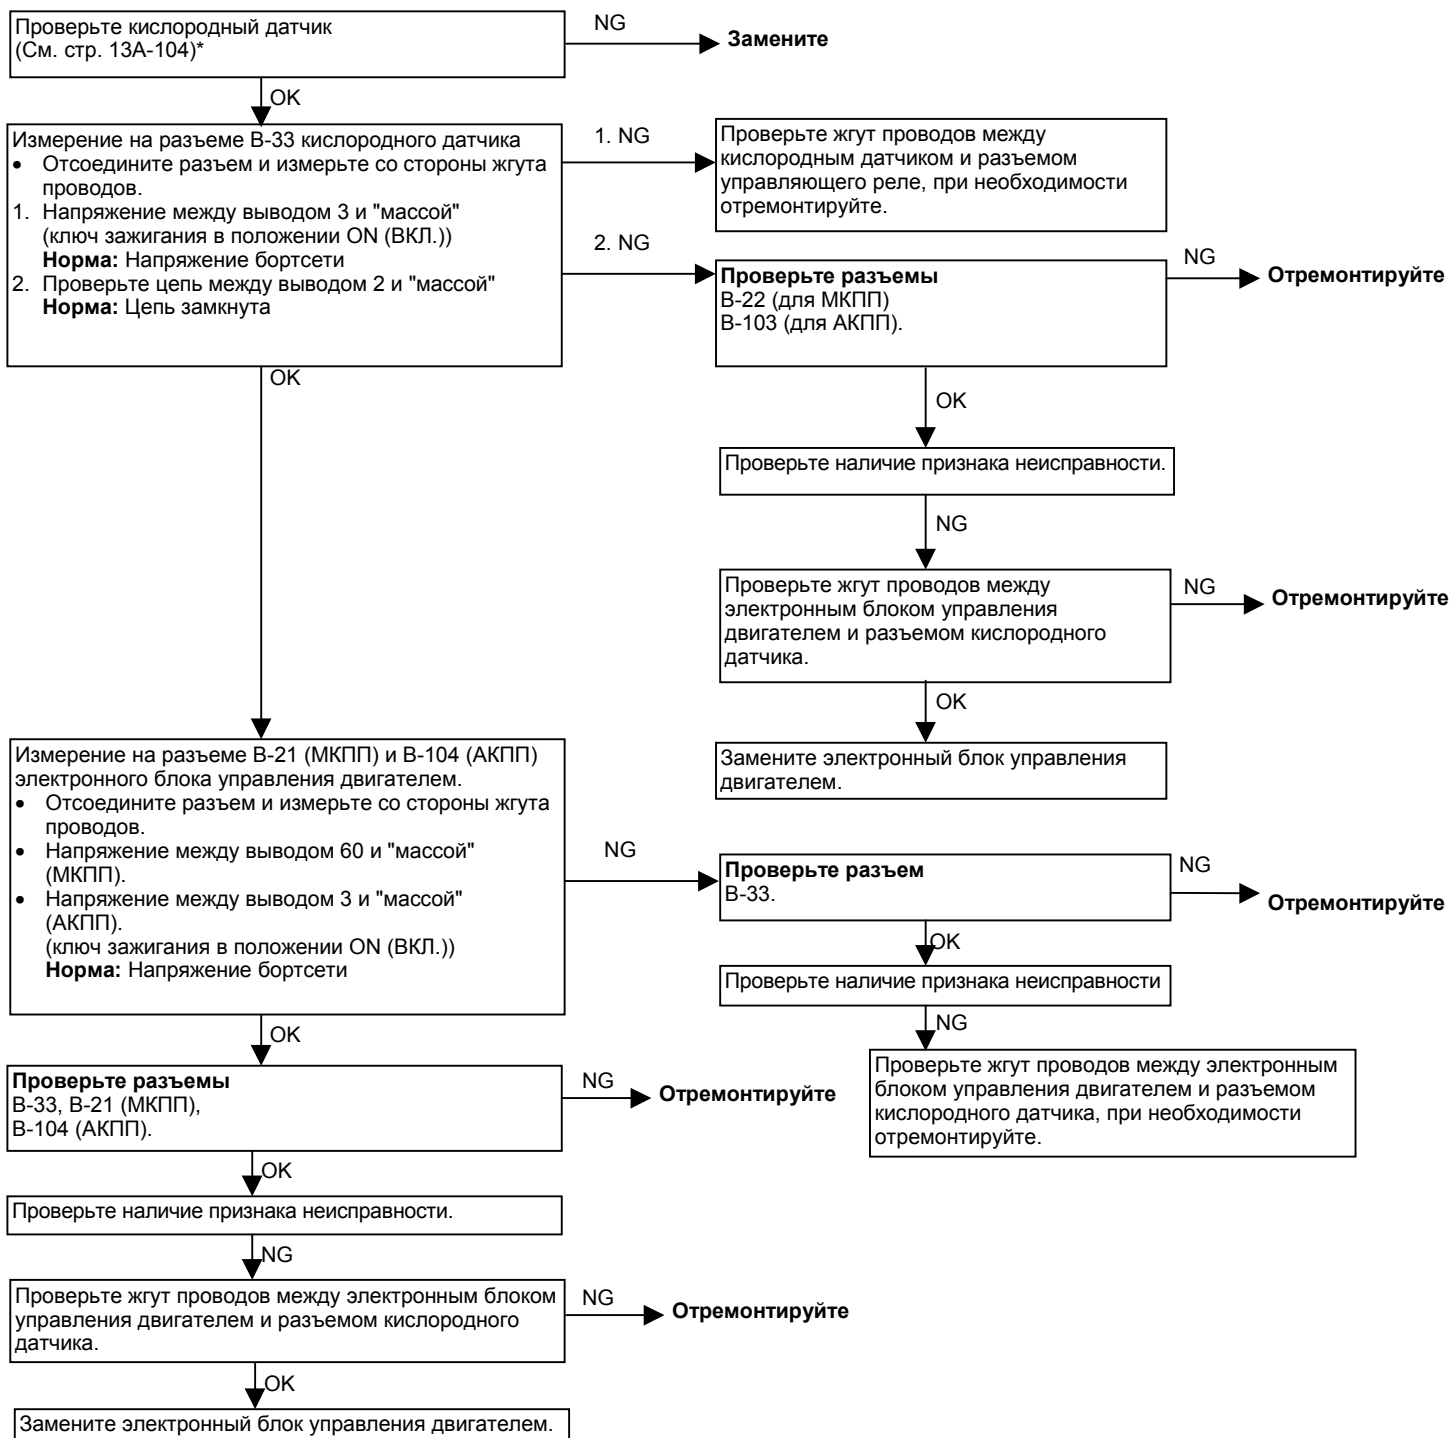 Проверьте кислородный датчик
(См. стр. 13A-104)*
NG
Замените
OK
Измерение на разъеме B-33 кислородного датчика
• Отсоедините разъем и измерьте со стороны жгута
проводов.
1. Напряжение между выводом 3 и "массой"
(ключ зажигания в положении ON (ВКЛ.))
Норма: Напряжение бортсети
2. Проверьте цепь между выводом 2 и "массой"
Норма: Цепь замкнута
1. NG
Проверьте жгут проводов между
кислородным датчиком и разъемом
управляющего реле, при необходимости
отремонтируйте.
2. NG
Проверьте разъемы
B-22 (для МКПП)
B-103 (для АКПП).
NG
Отремонтируйте
OK
OK
Проверьте наличие признака неисправности.
NG
Проверьте жгут проводов между
электронным блоком управления
двигателем и разъемом кислородного
датчика.
NG
Отремонтируйте
OK
Замените электронный блок управления
двигателем.
Измерение на разъеме B-21 (МКПП) и B-104 (АКПП)
электронного блока управления двигателем.
• Отсоедините разъем и измерьте со стороны жгута
проводов.
• Напряжение между выводом 60 и "массой"
(МКПП).
• Напряжение между выводом 3 и "массой"
(АКПП).
(ключ зажигания в положении ON (ВКЛ.))
Норма: Напряжение бортсети
NG
Проверьте разъем
B-33.
NG
Отремонтируйте
OK
Проверьте наличие признака неисправности
NG
Проверьте жгут проводов между электронным
блоком управления двигателем и разъемом
кислородного датчика, при необходимости
отремонтируйте.
OK
Проверьте разъемы
B-33, B-21 (МКПП),
B-104 (АКПП).
NG
Отремонтируйте
OK
Проверьте наличие признака неисправности.
NG
Проверьте жгут проводов между электронным блоком
управления двигателем и разъемом кислородного
датчика.
NG
Отремонтируйте
OK
Замените электронный блок управления двигателем.